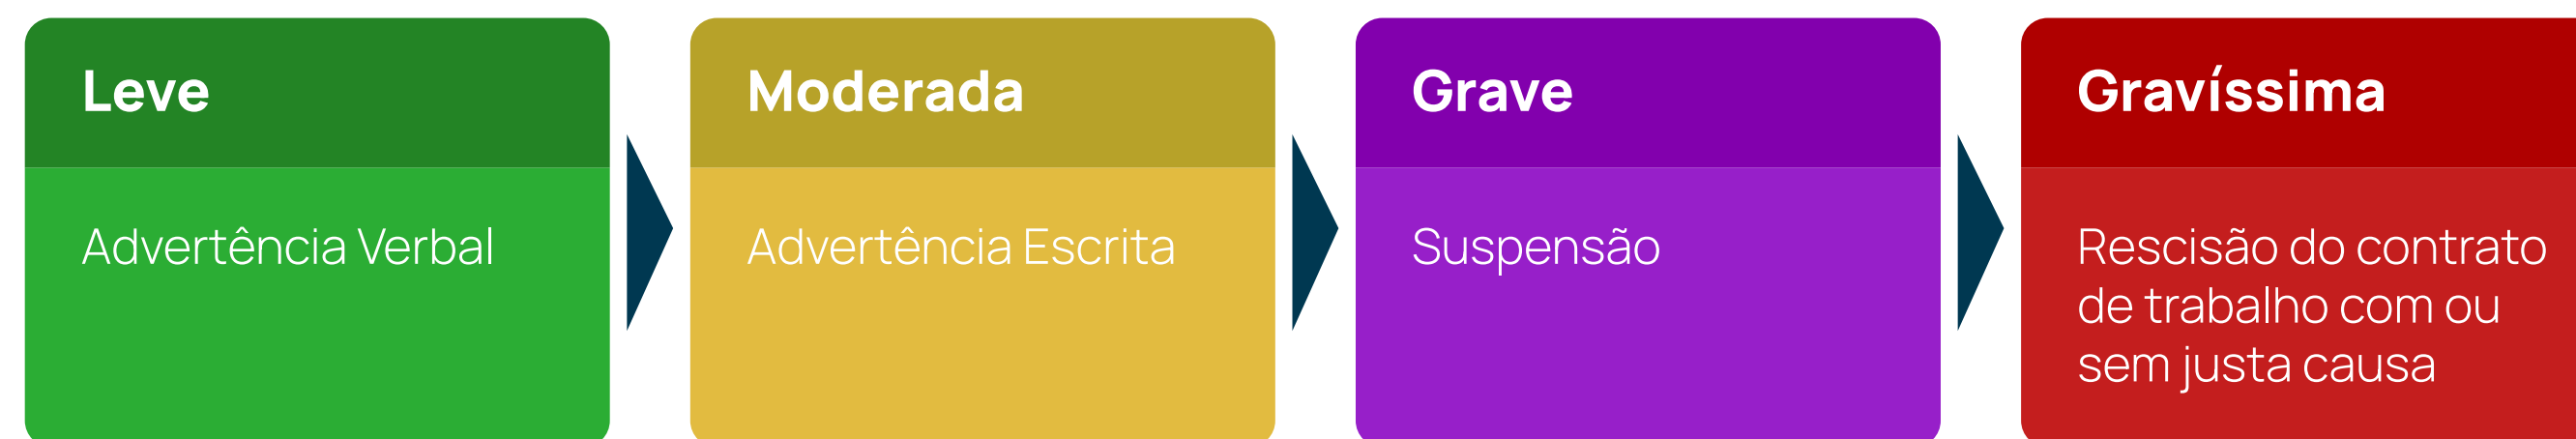 Leve
Advertência Verbal
Moderada
Advertência Escrita
Grave
Suspensão
Gravíssima
Rescisão do contrato
de trabalho com ou
sem justa causa